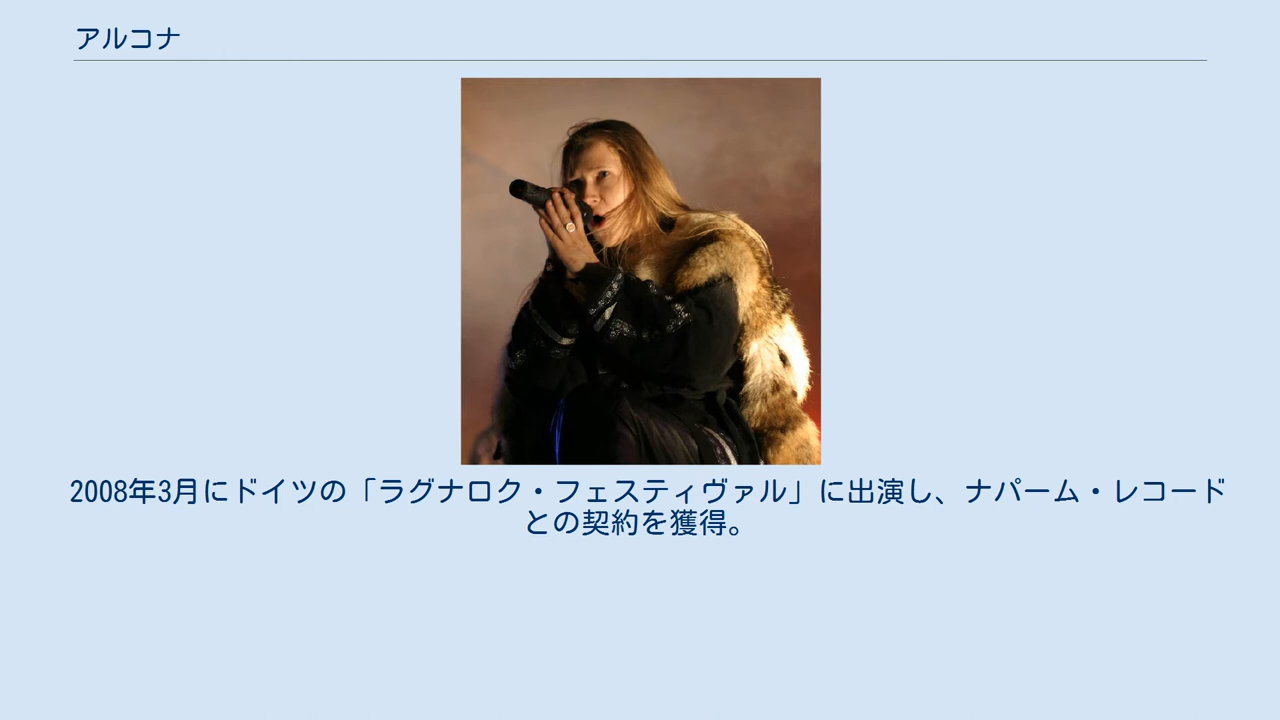 アルコナ
2008年3月にドイツの「ラグナロク・フェスティヴァル」に出演し、ナパーム・レコード
との契約を獲得。